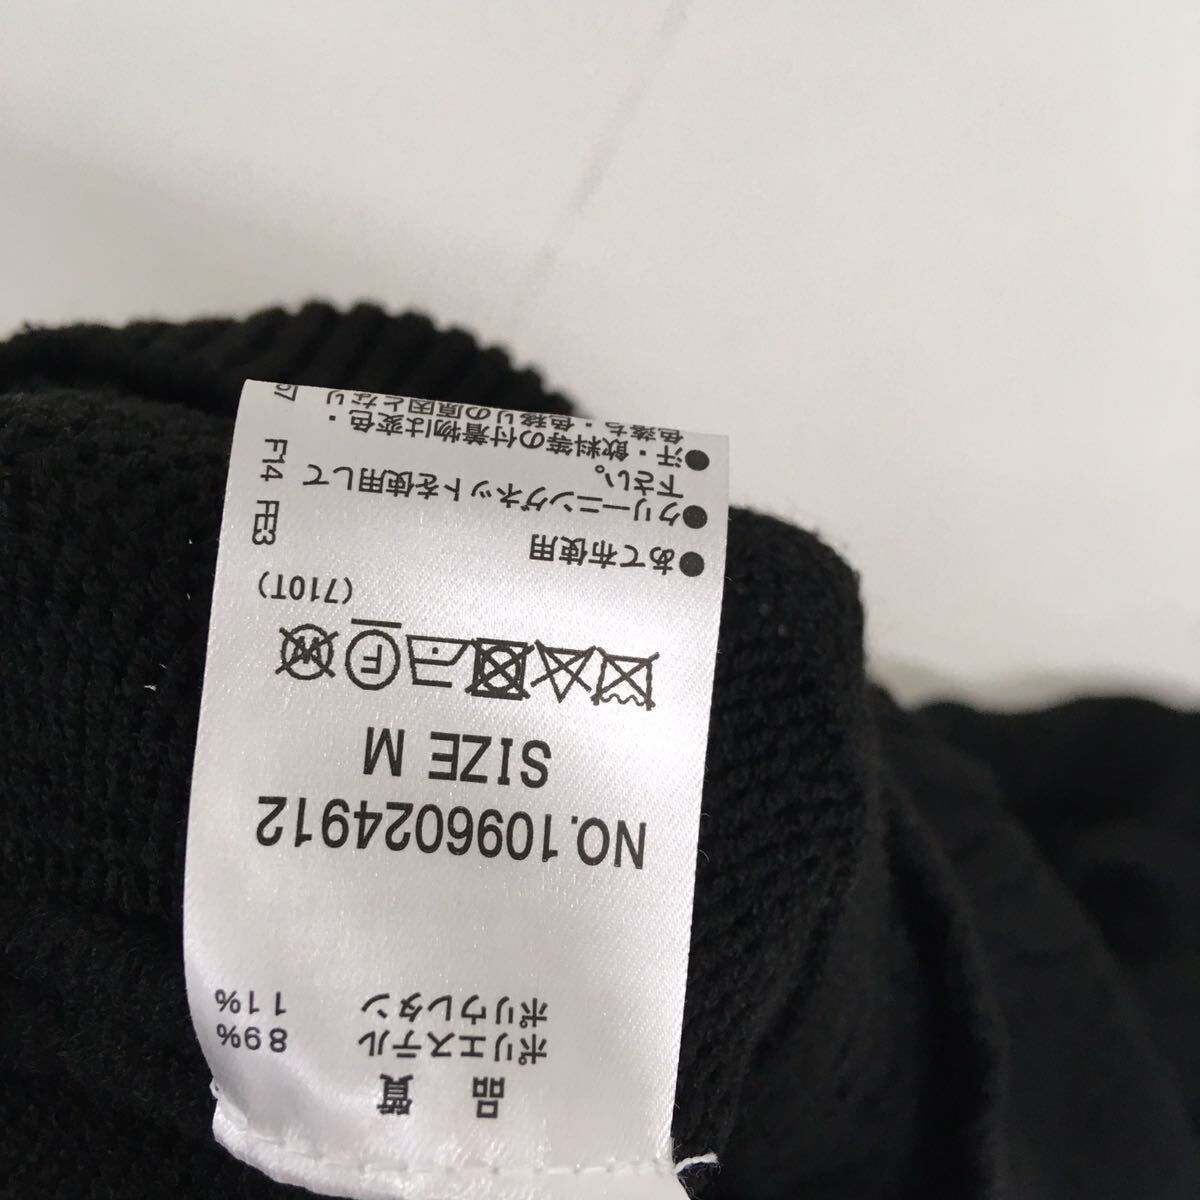 品 質
ポリエステル 89%
ポリウレタン 11%
NO.1096024912
SIZE M
W F
(710T)
●あて布使用
●クリーニングネットを使用して
下さい。
●汗・飲料等の付着物は変色・
色落ち・色移りの原因となり
FE3 F14